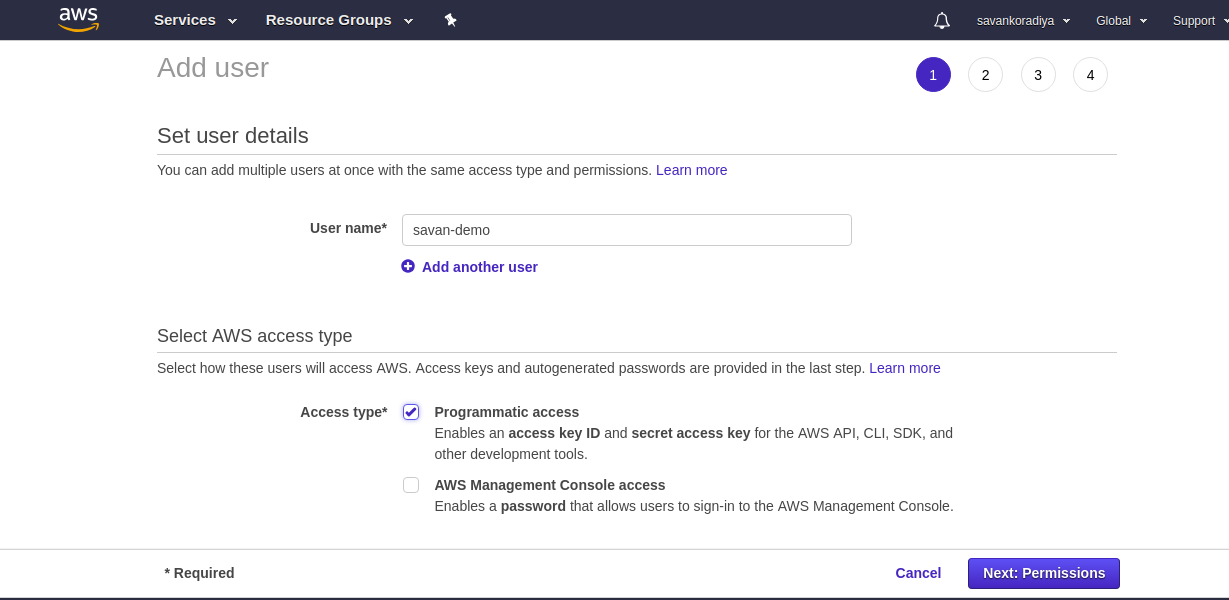 aws Services Resource Groups savankoradiya Global Support
Add user
1 2 3 4
Set user details
You can add multiple users at once with the same access type and permissions. Learn more
User name* savan-demo
Add another user
Select AWS access type
Select how these users will access AWS. Access keys and autogenerated passwords are provided in the last step. Learn more
Access type* Programmatic access
Enables an access key ID and secret access key for the AWS API, CLI, SDK, and
other development tools.
AWS Management Console access
Enables a password that allows users to sign-in to the AWS Management Console.
* Required Cancel Next: Permissions